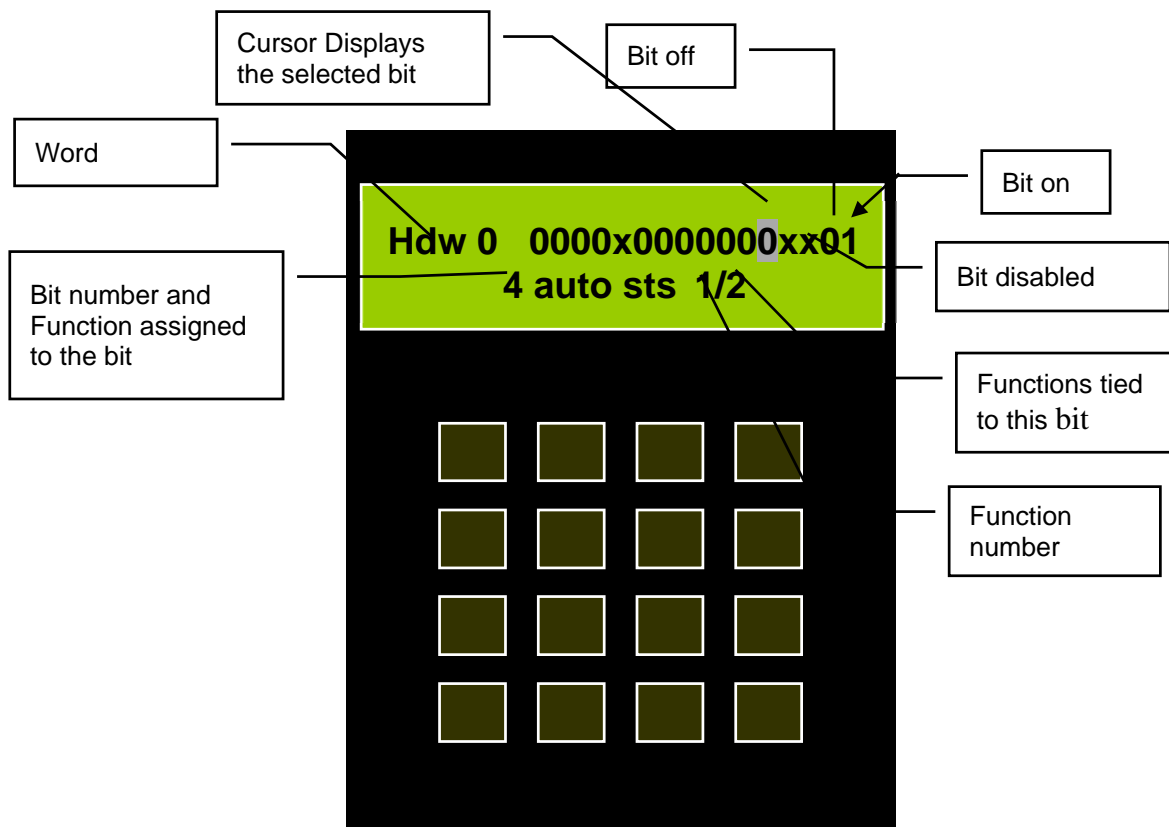 Cursor Displays
the selected bit
Bit off
Word
Bit on
Hdw 0 0000x00000000xx01
4 auto sts 1/2
Bit disabled
Bit number and
Function assigned
to the bit
Functions tied
to this bit
Function
number